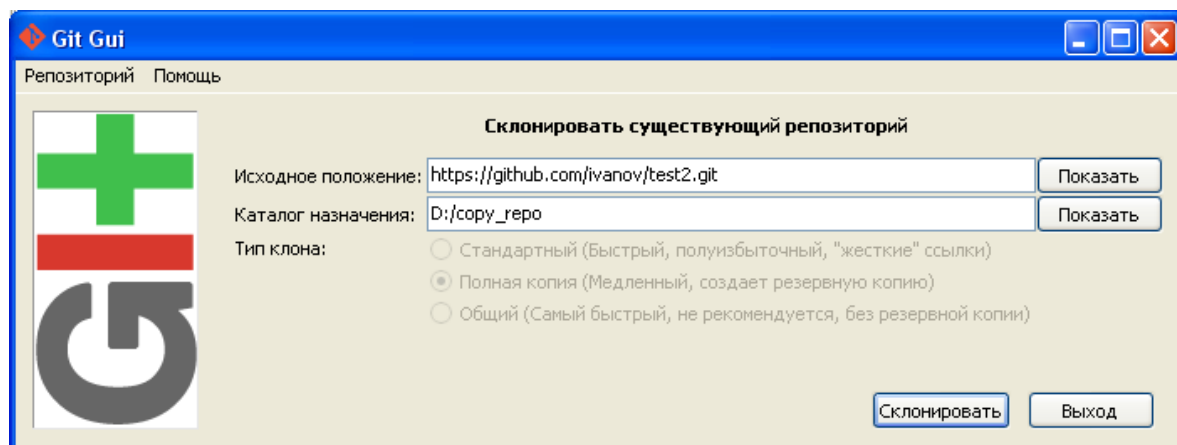 Git Gui
Репозиторий Помощь
GIT
Склонировать существующий репозиторий
Исходное положение: https://github.com/ivanov/test2.git Показать
Каталог назначения: D:/copy_repo Показать
Тип клона: Стандартный (Быстрый, полуизбыточный, "жесткие" ссылки)
Полная копия (Медленный, создает резервную копию)
Общий (Самый быстрый, не рекомендуется, без резервной копии)
Склонировать Выход